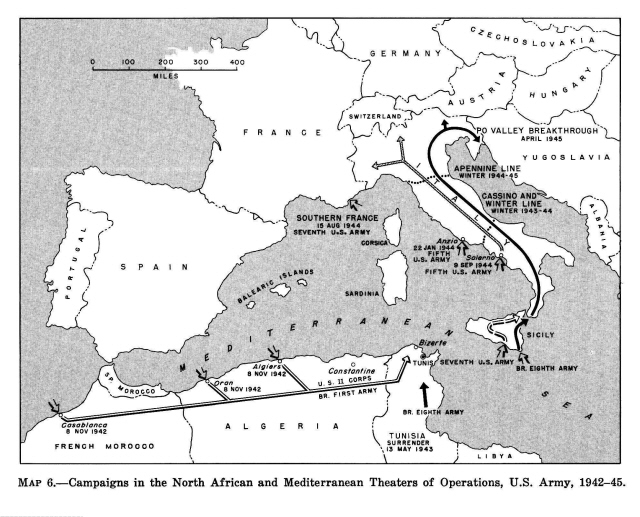 CZECHOSLOVAKIA
GERMANY
0 100 200 300 400
MILES
AUSTRIA
HUNGARY
SWITZERLAND
FRANCE
PO VALLEY BREAKTHROUGH
APRIL 1945
YUGOSLAVIA
APENNINE LINE
WINTER 1944-45
ITALY
CASSINO AND
WINTER LINE
WINTER 1943-44
ALBANIA
SOUTHERN FRANCE
15 AUG 1944
SEVENTH U.S. ARMY
CORSICA
Anzio
22 JAN 1944
FIFTH
U.S. ARMY
Salerno
9 SEP 1944
FIFTH U.S. ARMY
PORTUGAL
SPAIN
BALEARIC ISLANDS
SARDINIA
MEDITERRANEAN
SEA
SICILY
Bizerte
TUNIS
SEVENTH U.S. ARMY
BR. EIGHTH ARMY
Algiers
8 NOV 1942
Constantine
Oran
8 NOV 1942
U.S. II CORPS
BR. FIRST ARMY
SP. MOROCCO
BR. EIGHTH ARMY
Casablanca
8 NOV 1942
ALGERIA
FRENCH MOROCCO
TUNISIA
SURRENDER
13 MAY 1943
LIBYA
MAP 6.—Campaigns in the North African and Mediterranean Theaters of Operations, U.S. Army, 1942–45.